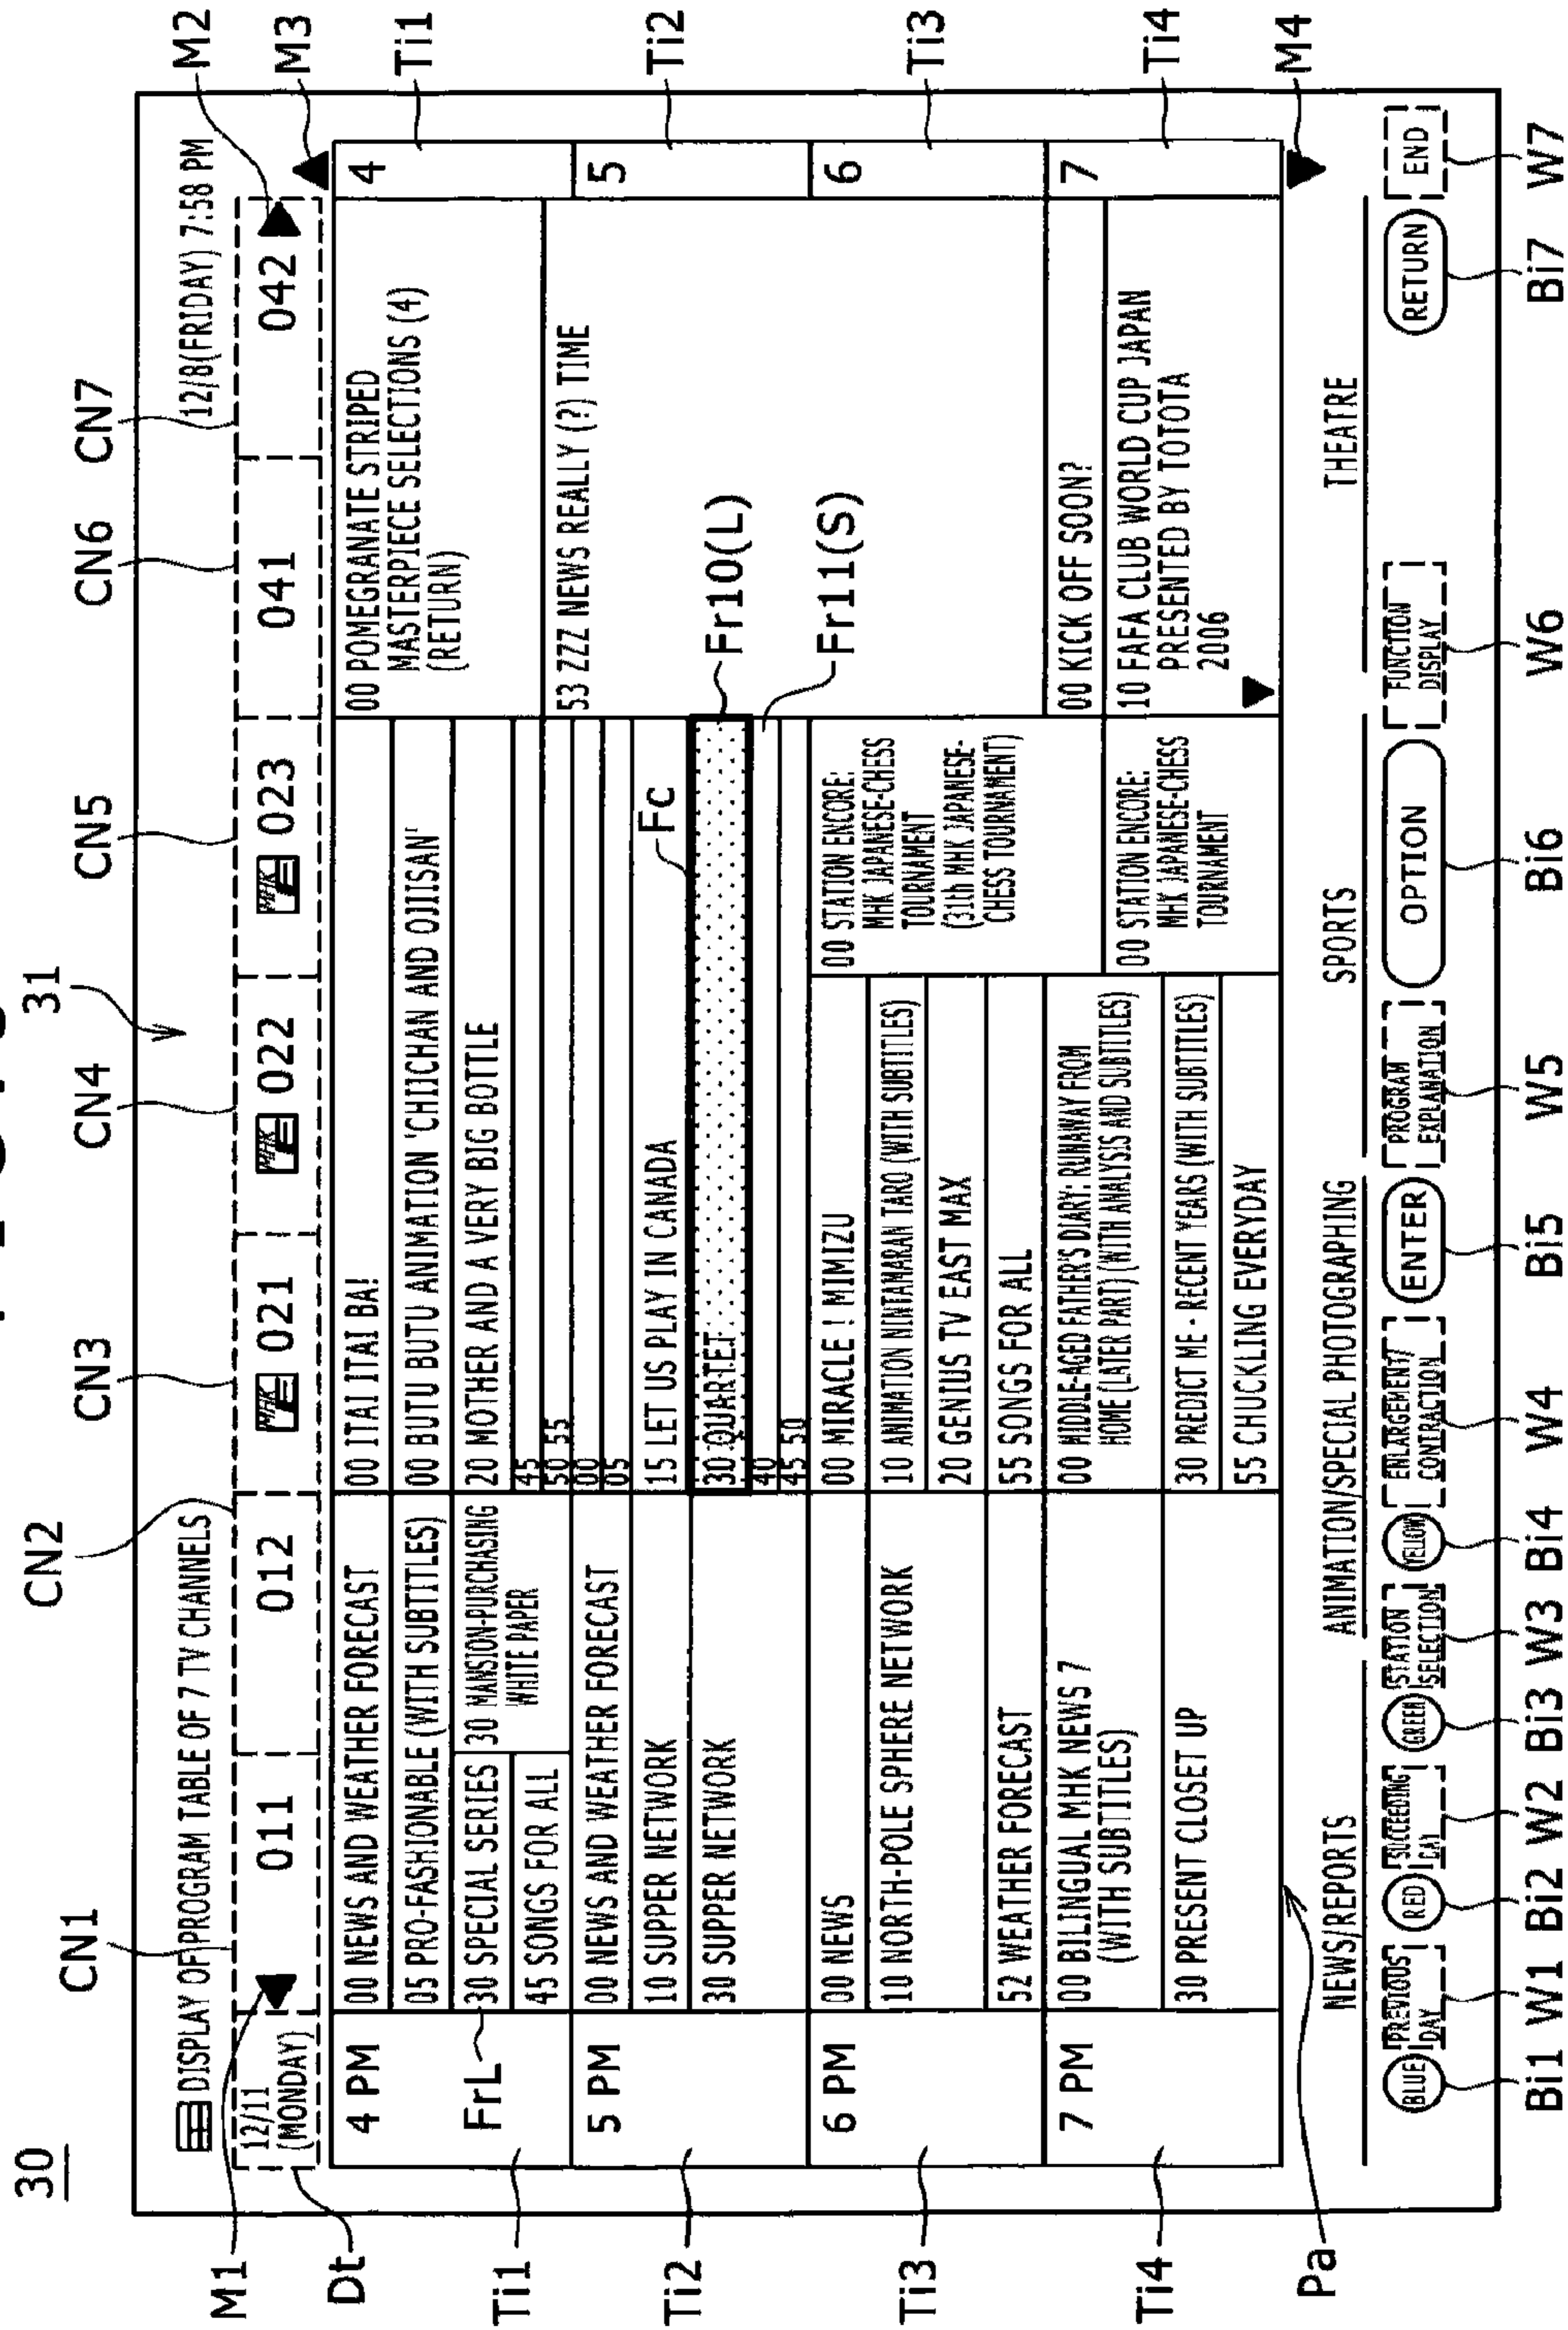 30
31
CN1
CN2
CN3
CN4
CN5
CN6
CN7
M1
M2
M3
DISPLAY OF PROGRAM TABLE OF 7 TV CHANNELS
12/8(FRIDAY) 7:58 PM
12/11
(MONDAY)
011
012
MHK E 021
MHK E 022
MHK E 023
041
042
Dt
4 PM
00 NEWS AND WEATHER FORECAST
05 PRO-FASHIONABLE (WITH SUBTITLES)
30 SPECIAL SERIES
45 SONGS FOR ALL
30 MANSION-PURCHASING
WHITE PAPER
00 ITAI ITAI BA!
00 BUTU BUTU ANIMATION 'CHICHAN AND OJISAN'
20 MOTHER AND A VERY BIG BOTTLE
45
50 55
00 POMEGRANATE STRIPED
MASTERPIECE SELECTIONS (4)
(RETURN)
4
Ti1
FrL
Ti1
5 PM
00 NEWS AND WEATHER FORECAST
10 SUPPER NETWORK
30 SUPPER NETWORK
00
05
15 LET US PLAY IN CANADA
Fc
30 QUARTET
40
45 50
53 ZZZ NEWS REALLY (?) TIME
Fr10(L)
Fr11(S)
5
Ti2
Ti2
6 PM
00 NEWS
10 NORTH-POLE SPHERE NETWORK
52 WEATHER FORECAST
00 MIRACLE ! MIMIZU
10 ANIMATION NINTAMARAN TARO (WITH SUBTITLES)
20 GENIUS TV EAST MAX
55 SONGS FOR ALL
00 STATION ENCORE:
MHK JAPANESE-CHESS
TOURNAMENT
(31th MHK JAPANESE-
CHESS TOURNAMENT)
6
Ti3
Ti3
7 PM
00 BILINGUAL MHK NEWS 7
(WITH SUBTITLES)
30 PRESENT CLOSET UP
00 MIDDLE-AGED FATHER'S DIARY: RUNAWAY FROM
HOME (LATER PART) (WITH ANALYSIS AND SUBTITLES)
30 PREDICT ME - RECENT YEARS (WITH SUBTITLES)
55 CHUCKLING EVERYDAY
00 STATION ENCORE:
MHK JAPANESE-CHESS
TOURNAMENT
00 KICK OFF SOON?
10 FAFA CLUB WORLD CUP JAPAN
PRESENTED BY TOTOTA
2006
7
Ti4
Ti4
M4
Pa
NEWS/REPORTS
ANIMATION/SPECIAL PHOTOGRAPHING
SPORTS
THEATRE
BLUE
PREVIOUS
DAY
RED
SUCCEEDING
DAY
GREEN
STATION
SELECTION
YELLOW
ENLARGEMENT/
CONTRACTION
ENTER
PROGRAM
EXPLANATION
OPTION
FUNCTION
DISPLAY
RETURN
END
Bi1 W1 Bi2 W2 Bi3 W3 Bi4 W4 Bi5 W5 Bi6 W6 Bi7 W7